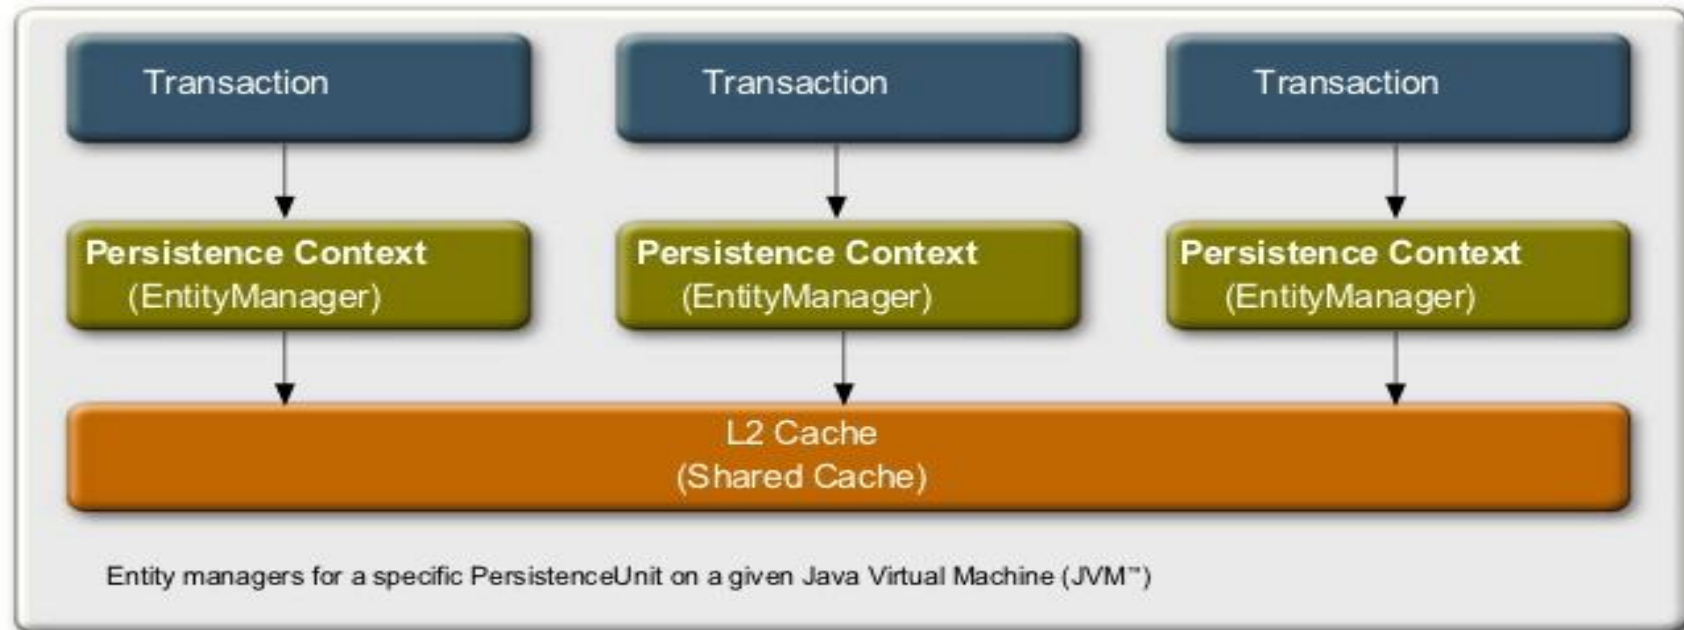 Transaction
Transaction
Transaction
Persistence Context
(EntityManager)
Persistence Context
(EntityManager)
Persistence Context
(EntityManager)
L2 Cache
(Shared Cache)
Entity managers for a specific PersistenceUnit on a given Java Virtual Machine (JVM™)